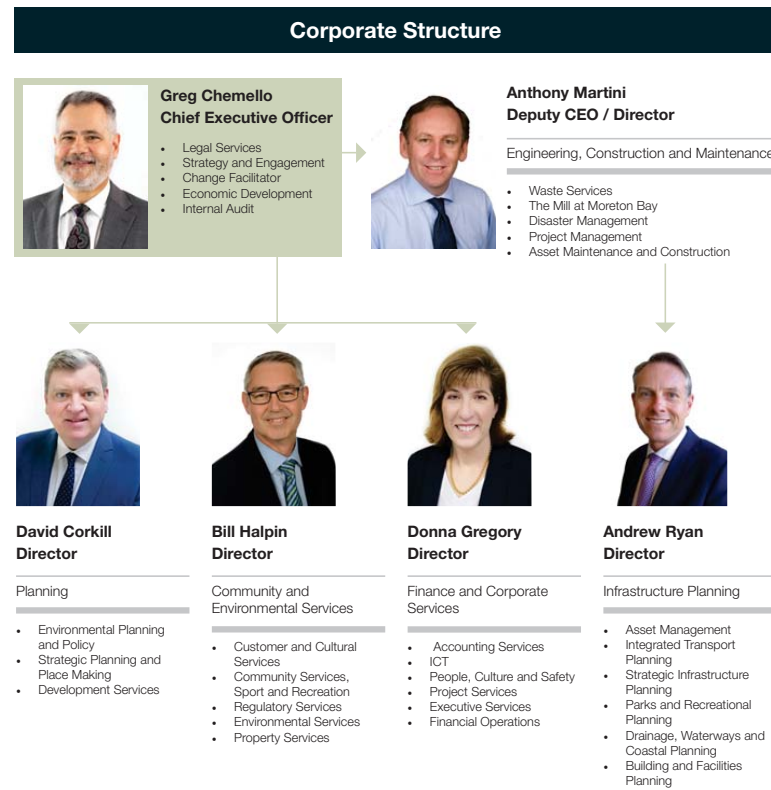 Corporate Structure
Greg Chemello
Chief Executive Officer
• Legal Services
• Strategy and Engagement
• Change Facilitator
• Economic Development
• Internal Audit
Anthony Martini
Deputy CEO / Director
Engineering, Construction and Maintenance
• Waste Services
• The Mill at Moreton Bay
• Disaster Management
• Project Management
• Asset Maintenance and Construction
David Corkill
Director
Planning
• Environmental Planning
and Policy
• Strategic Planning and
Place Making
• Development Services
Bill Halpin
Director
Community and
Environmental Services
• Customer and Cultural
Services
• Community Services,
Sport and Recreation
• Regulatory Services
• Environmental Services
• Property Services
Donna Gregory
Director
Finance and Corporate
Services
• Accounting Services
• ICT
• People, Culture and Safety
• Project Services
• Executive Services
• Financial Operations
Andrew Ryan
Director
Infrastructure Planning
• Asset Management
• Integrated Transport
Planning
• Strategic Infrastructure
Planning
• Parks and Recreational
Planning
• Drainage, Waterways and
Coastal Planning
• Building and Facilities
Planning